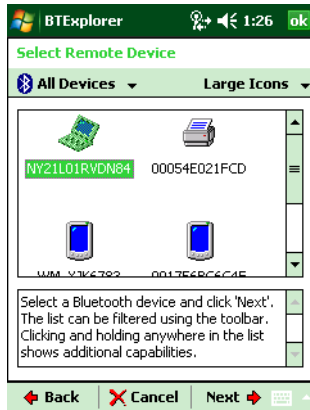 BTExplorer 1:26 ok
Select Remote Device
All Devices Large Icons
NY21L01RVDN84 00054E021FCD
WM_XJK6783 0017E6BC6C4E
Select a Bluetooth device and click 'Next'.
The list can be filtered using the toolbar.
Clicking and holding anywhere in the list
shows additional capabilities.
Back Cancel Next